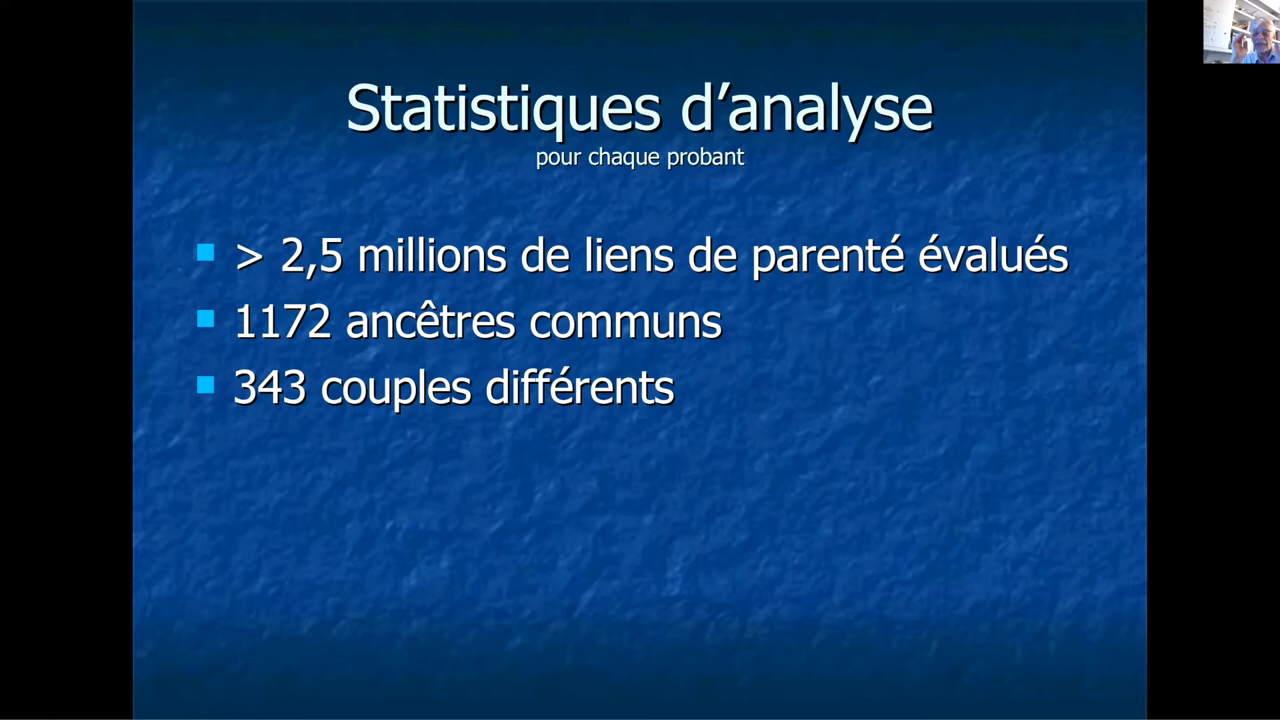 Statistiques d’analyse
pour chaque probant
> 2,5 millions de liens de parenté évalués
1172 ancêtres communs
343 couples différents